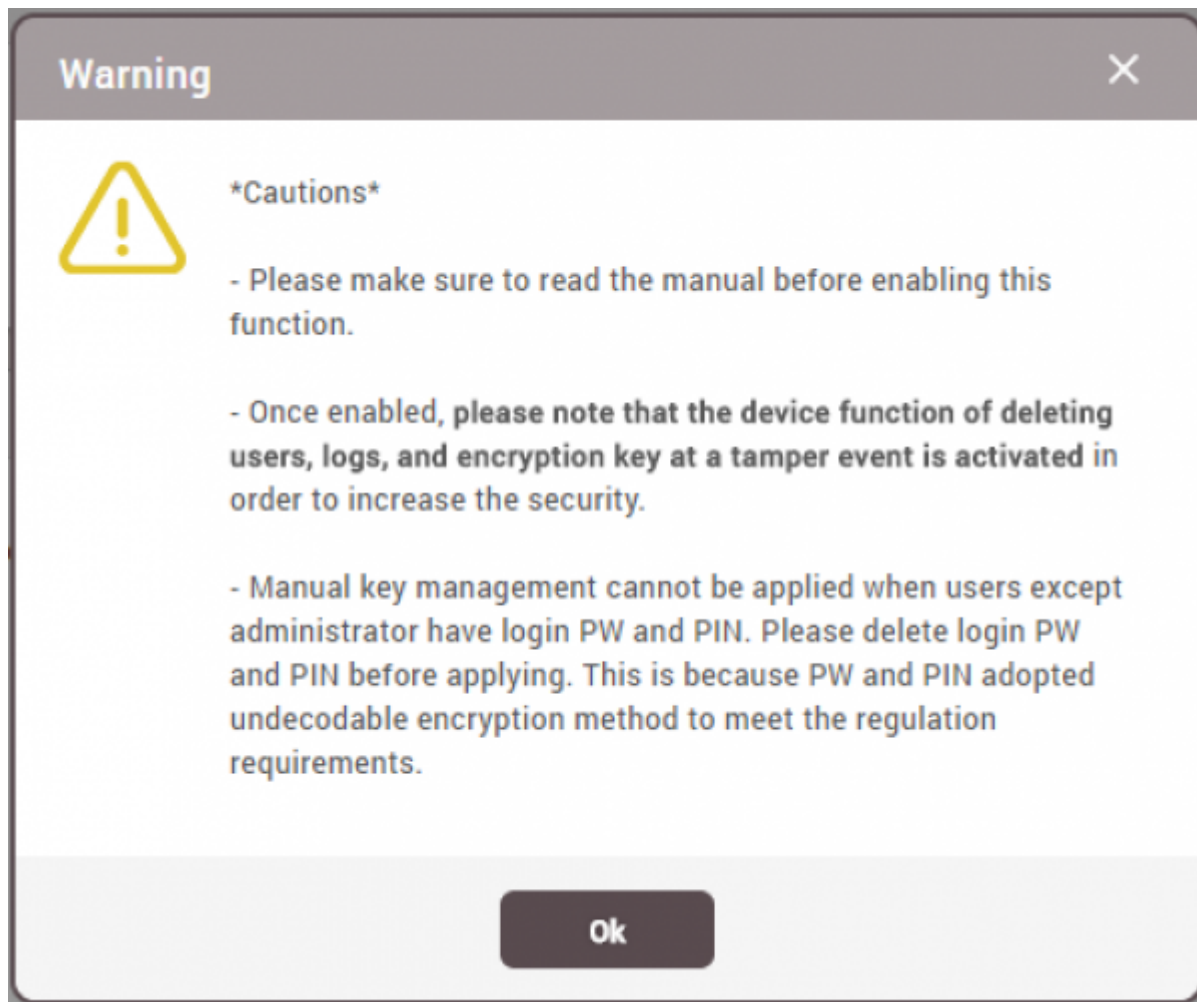 Warning
*Cautions*
- Please make sure to read the manual before enabling this
function.
- Once enabled, please note that the device function of deleting
users, logs, and encryption key at a tamper event is activated in
order to increase the security.
- Manual key management cannot be applied when users except
administrator have login PW and PIN. Please delete login PW
and PIN before applying. This is because PW and PIN adopted
undecodable encryption method to meet the regulation
requirements.
Ok